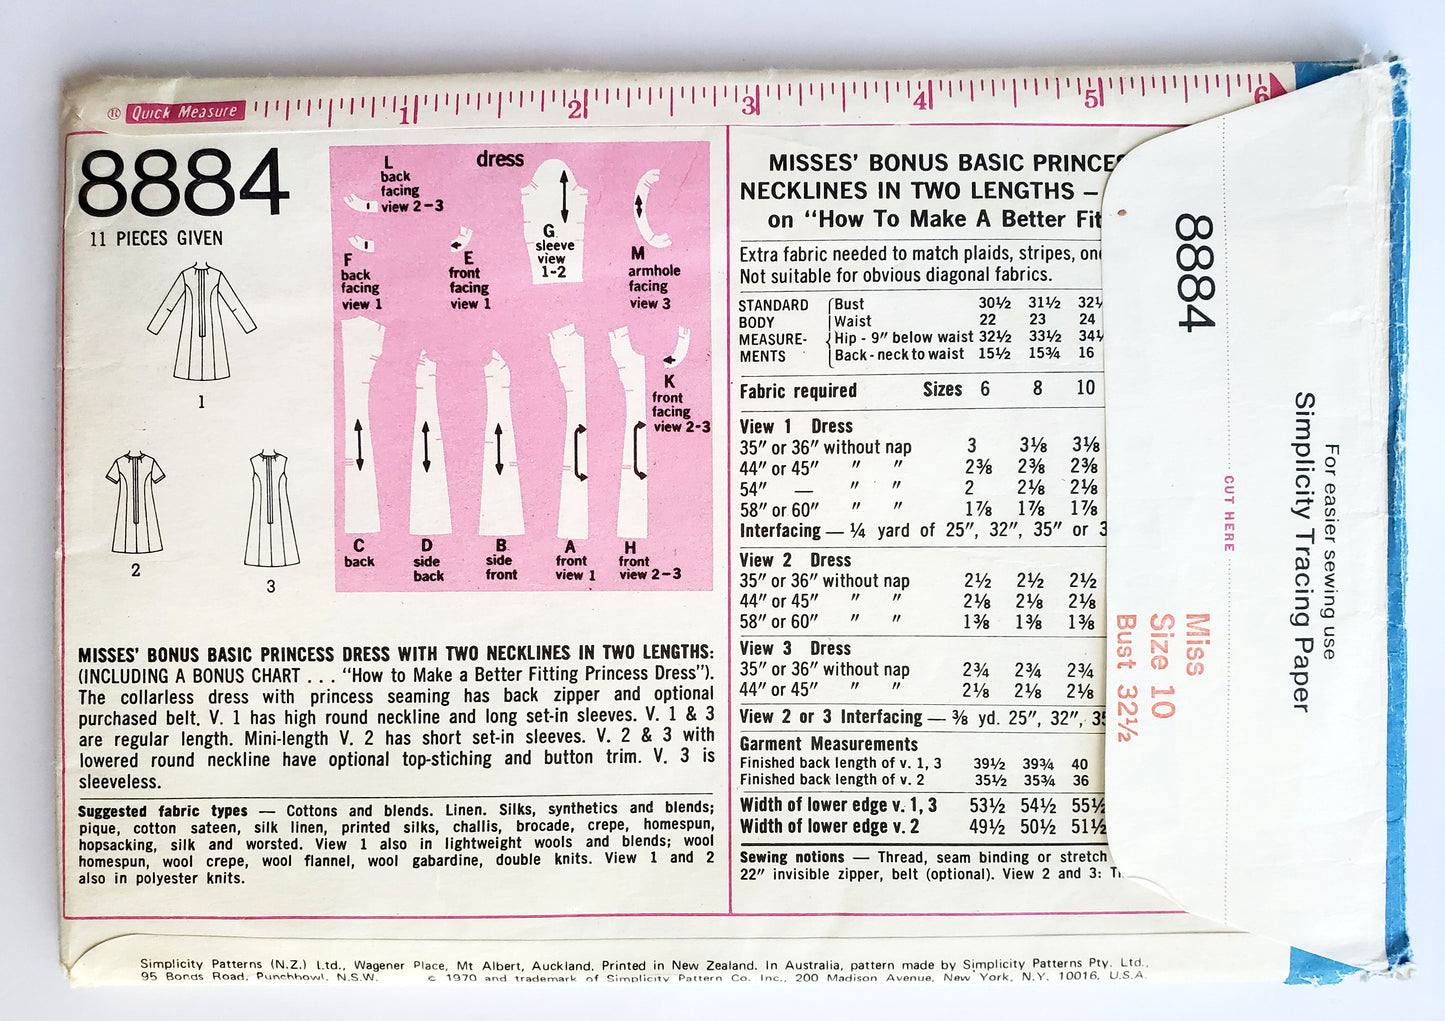 ® Quick Measure 1 2 3 4 5 6
8884
11 PIECES GIVEN
1
2
3
dress
L
back
facing
view 2-3
F
back
facing
view 1
E
front
facing
view 1
G
sleeve
view
1-2
M
armhole
facing
view 3
K
front
facing
view 2-3
C
back
D
side
back
B
side
front
A
front
view 1
H
front
view 2-3
MISSES' BONUS BASIC PRINCESS DRESS WITH TWO NECKLINES IN TWO LENGTHS:
(INCLUDING A BONUS CHART . . . "How to Make a Better Fitting Princess Dress").
The collarless dress with princess seaming has back zipper and optional
purchased belt. V. 1 has high round neckline and long set-in sleeves. V. 1 & 3
are regular length. Mini-length V. 2 has short set-in sleeves. V. 2 & 3 with
lowered round neckline have optional top-stiching and button trim. V. 3 is
sleeveless.
Suggested fabric types — Cottons and blends. Linen. Silks, synthetics and blends;
pique, cotton sateen, silk linen, printed silks, challis, brocade, crepe, homespun,
hopsacking, silk and worsted. View 1 also in lightweight wools and blends; wool
homespun, wool crepe, wool flannel, wool gabardine, double knits. View 1 and 2
also in polyester knits.
MISSES' BONUS BASIC
NECKLINES IN TWO LENGTHS —
on "How To Make A Better
Extra fabric needed to match plaids, stripes,
Not suitable for obvious diagonal fabrics.
STANDARD BODY MEASURE-MENTS
Bust 30½ 31½
Waist 22 23 24
Hip - 9" below waist 32½ 33½
Back - neck to waist 15½ 15¾ 16
Fabric required Sizes 6 8 10
View 1 Dress
35" or 36" without nap 3 3⅛ 3⅛
44" or 45" " " 2⅜ 2⅜ 2⅜
54" — " " 2 2⅛ 2⅛
58" or 60" " " 1⅞ 1⅞ 1⅞
Interfacing — ¼ yard of 25", 32", 35" or
View 2 Dress
35" or 36" without nap 2½ 2½ 2½
44" or 45" " " 2⅛ 2⅛ 2⅛
58" or 60" " " 1⅜ 1⅜ 1⅜
View 3 Dress
35" or 36" without nap 2¾ 2¾ 2¾
44" or 45" " " 2⅛ 2⅛ 2⅛
View 2 or 3 Interfacing — ⅜ yd. 25", 32",
Garment Measurements
Finished back length of v. 1, 3 39½ 39¾ 40
Finished back length of v. 2 35½ 35¾ 36
Width of lower edge v. 1, 3 53½ 54½ 55½
Width of lower edge v. 2 49½ 50½ 51½
Sewing notions — Thread, seam binding or stretch
22" invisible zipper, belt (optional). View 2 and 3:
8884
Miss
Size 10
Bust 32½
CUT HERE
For easier sewing use
Simplicity Tracing Paper
Simplicity Patterns (N.Z.) Ltd., Wagener Place, Mt Albert, Auckland. Printed in New Zealand. In Australia, pattern made by Simplicity Patterns Pty. Ltd.,
95 Bonds Road, Punchbowl, N.S.W. © 1970 and trademark of Simplicity Pattern Co. Inc., 200 Madison Avenue, New York, N.Y. 10016, U.S.A.